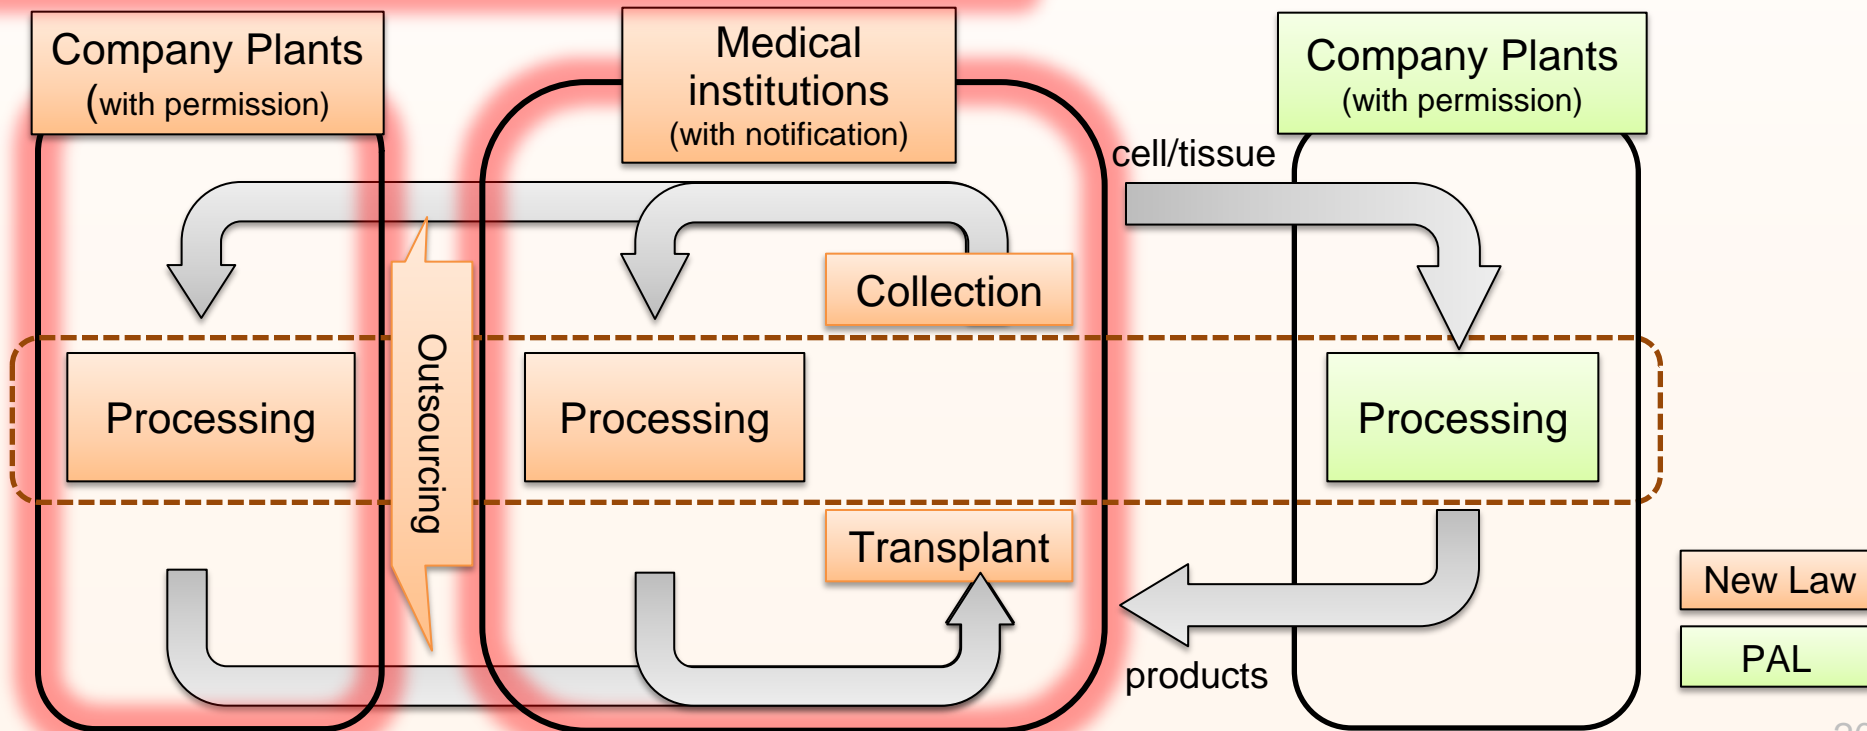 Company Plants
(with permission)
Medical
institutions
(with notification)
Company Plants
(with permission)
cell/tissue
Collection
Outsourcing
Processing
Processing
Processing
Transplant
products
New Law
PAL